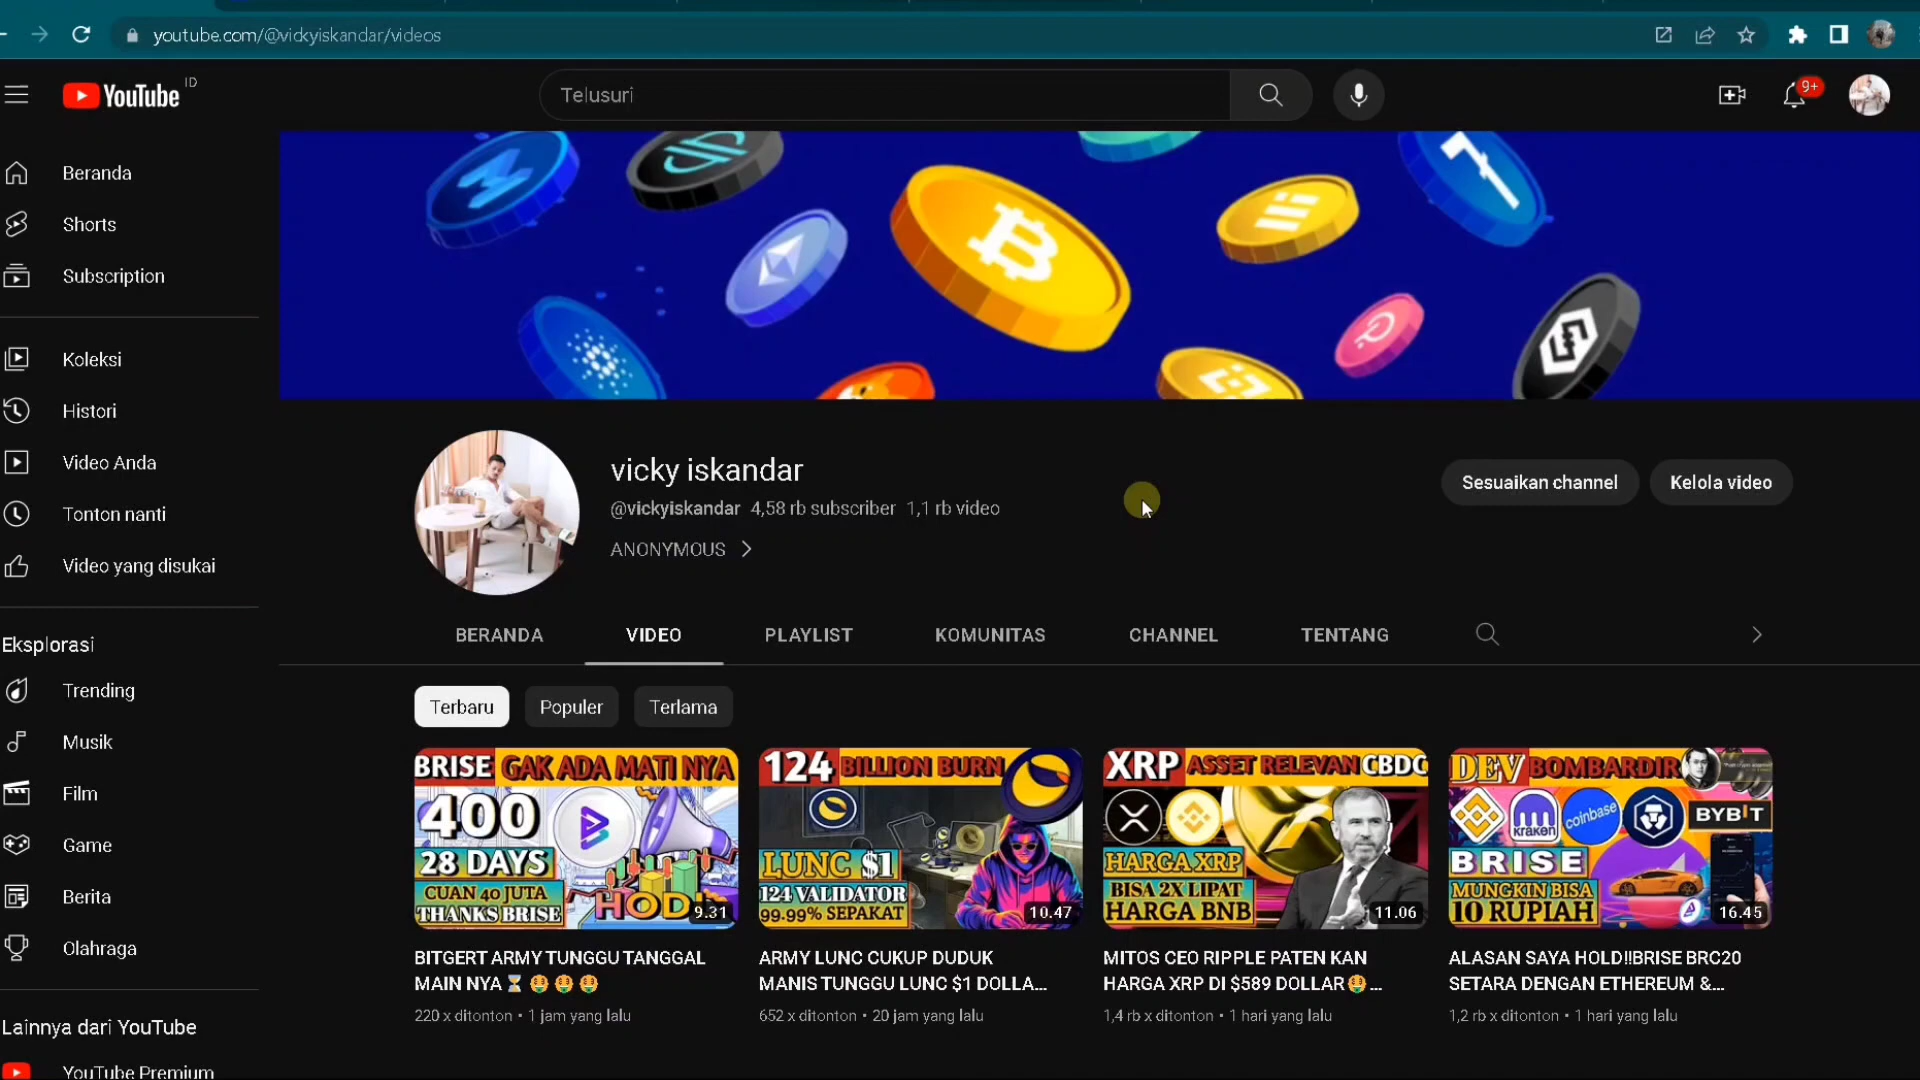 youtube.com/@vickyiskandar/videos
YouTube ID
Telusuri
9+
Beranda
Shorts
Subscription
Koleksi
Histori
Video Anda
Tonton nanti
Video yang disukai
Eksplorasi
Trending
Musik
Film
Game
Berita
Olahraga
Lainnya dari YouTube
YouTube Premium
vicky iskandar
@vickyiskandar 4,58 rb subscriber 1,1 rb video
ANONYMOUS
Sesuaikan channel
Kelola video
BERANDA
VIDEO
PLAYLIST
KOMUNITAS
CHANNEL
TENTANG
Terbaru
Populer
Terlama
BRISE GAK ADA MATI NYA
400
28 DAYS
CUAN 40 JUTA
THANKS BRISE
HODL
9.31
BITGERT ARMY TUNGGU TANGGAL
MAIN NYA ⏳ 🤑 🤑 🤑
220 x ditonton • 1 jam yang lalu
124 BILLION BURN
LUNC $1
124 VALIDATOR
99-99% SEPAKAT
10.47
ARMY LUNC CUKUP DUDUK
MANIS TUNGGU LUNC $1 DOLLA...
652 x ditonton • 20 jam yang lalu
XRP ASSET RELEVAN CBDC
HARGA XRP
BISA 2X LIPAT
HARGA BNB
11.06
MITOS CEO RIPPLE PATEN KAN
HARGA XRP DI $589 DOLLAR🤑...
1,4 rb x ditonton • 1 hari yang lalu
DEV BOMBARDIR
kraken
coinbase
BYBIT
BRISE
MUNGKIN BISA
10 RUPIAH
16.45
ALASAN SAYA HOLD!!BRISE BRC20
SETARA DENGAN ETHEREUM &...
1,2 rb x ditonton • 1 hari yang lalu